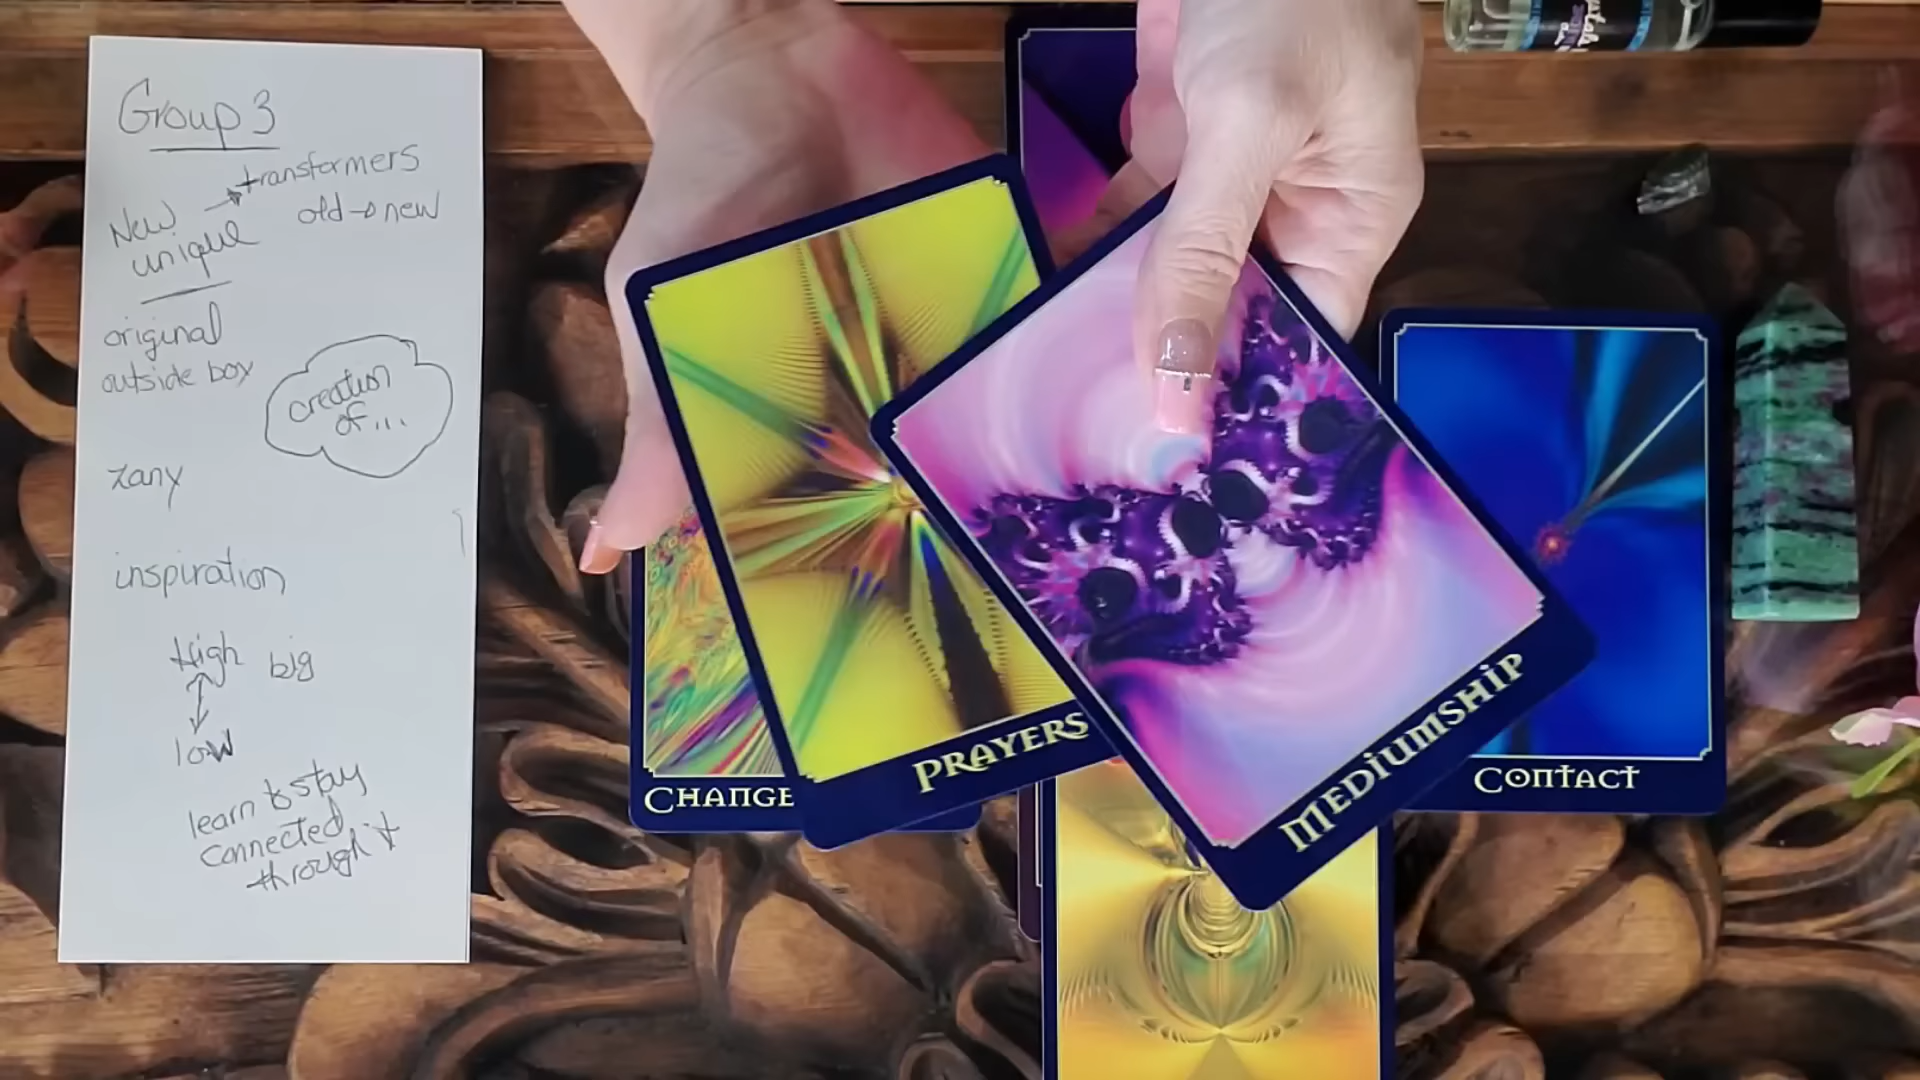 Group 3
transformers
old → new
New
unique
original
outside box
creation
of...
zany
inspiration
High big
low
learn to stay
connected
through it
CHANGE
PRAYERS
MEDIUMSHIP
CONTACT